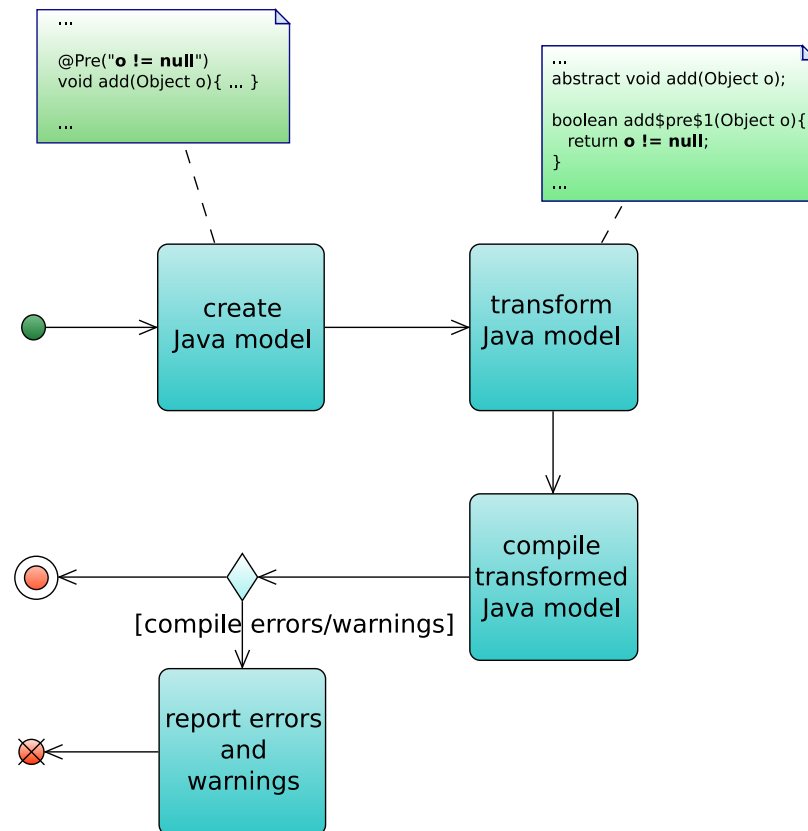 ...
@Pre("o != null")
void add(Object o){ ... }
...
...
abstract void add(Object o);
boolean add$pre$1(Object o){
return o != null;
}
...
create
Java model
transform
Java model
compile
transformed
Java model
[compile errors/warnings]
report errors
and
warnings